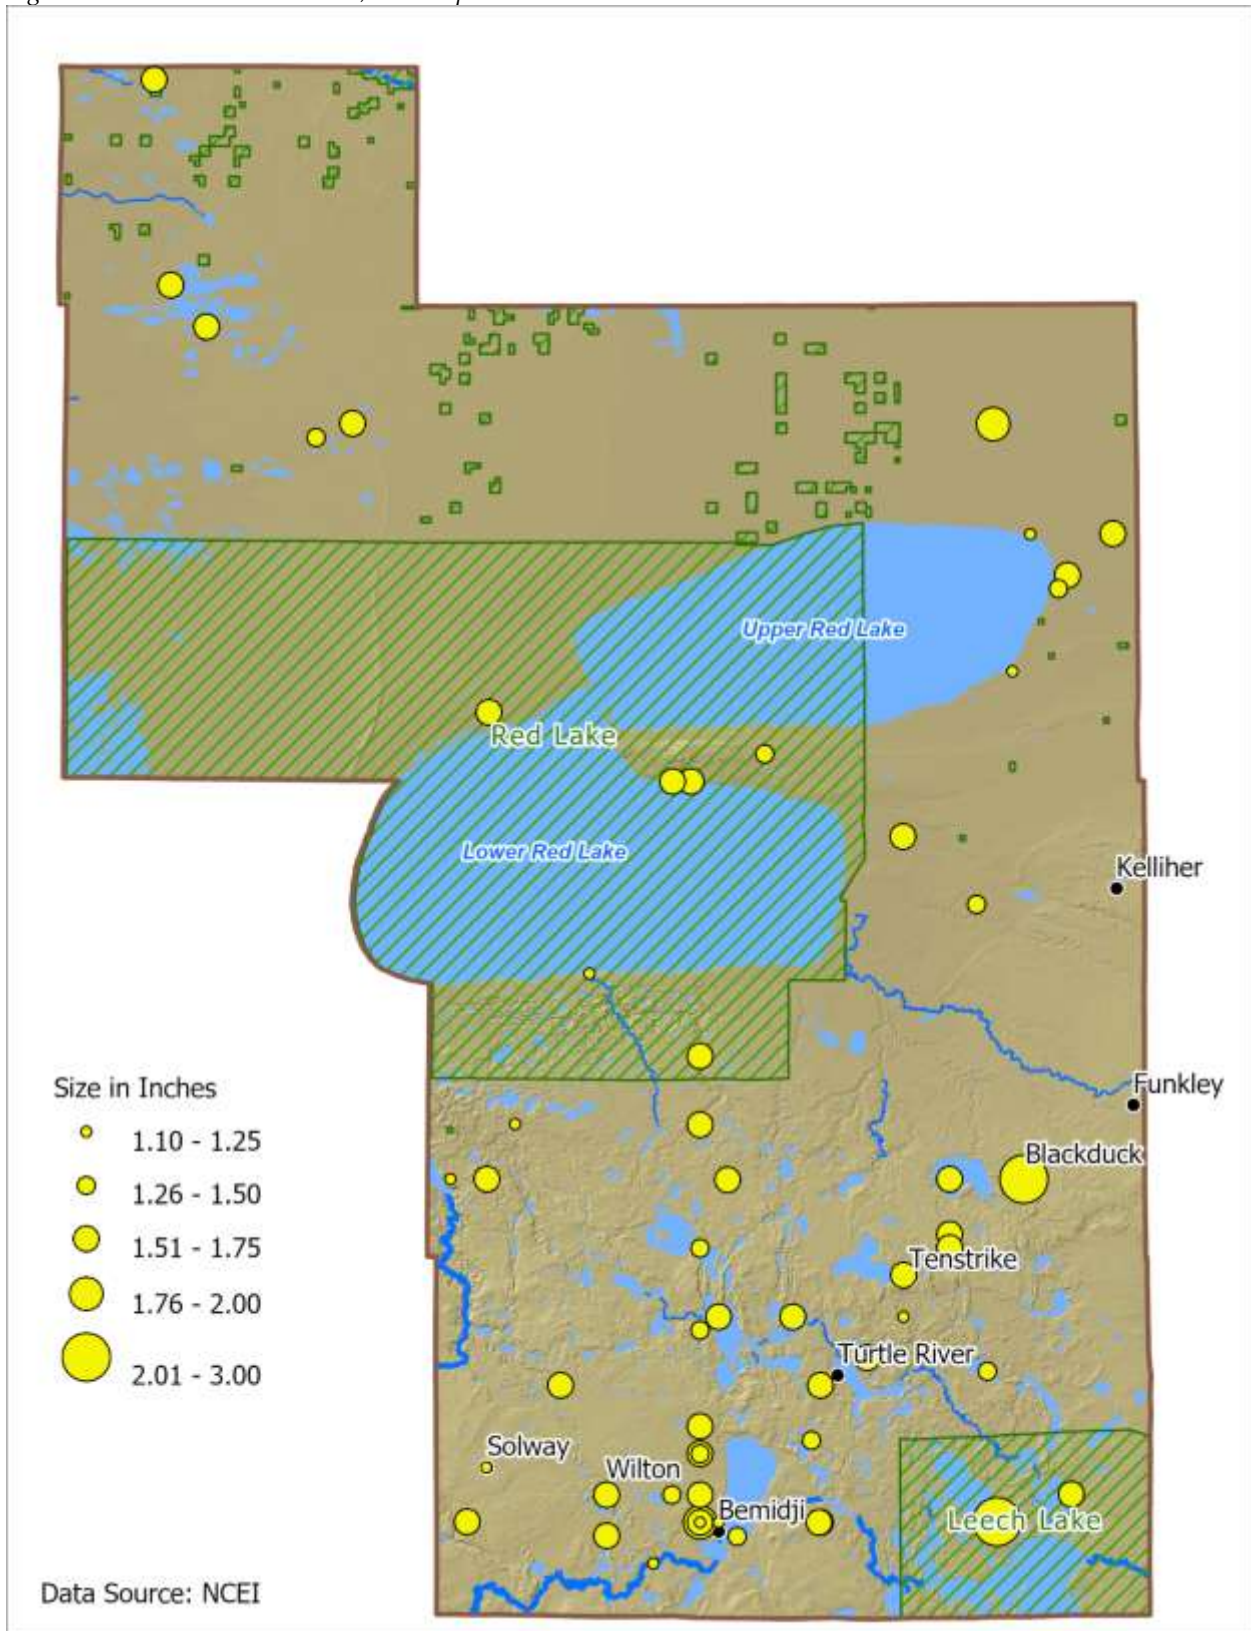 Upper Red Lake
Red Lake
Lower Red Lake
Kelliher
Funkley
Size in Inches
1.10 - 1.25
1.26 - 1.50
1.51 - 1.75
1.76 - 2.00
2.01 - 3.00
Blackduck
Tenstrike
Turtle River
Solway
Wilton
Bemidji
Leech Lake
Data Source: NCEI